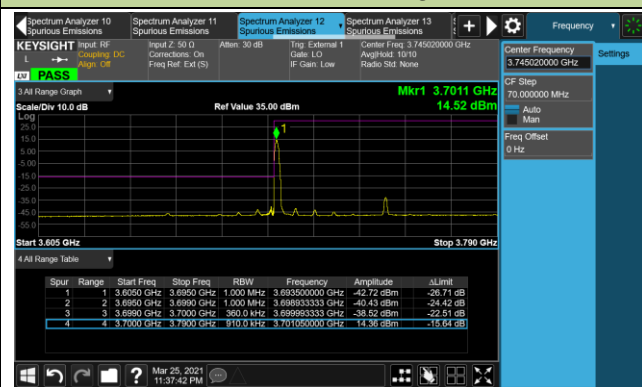 Spectrum Analyzer 10
Spurious Emissions
Spectrum Analyzer 11
Spurious Emissions
Spectrum Analyzer 12
Spurious Emissions
Spectrum Analyzer 13
Spurious Emissions
Frequency
KEYSIGHT
L
PASS
Input: RF
Coupling: DC
Align: Off
Input Z: 50 Ω
Corrections: On
Freq Ref: Ext (S)
Atten: 30 dB
Trig: External 1
Gate: LO
IF Gain: Low
Center Freq: 3.745020000 GHz
Avg|Hold: 10/10
Radio Std: None
Center Frequency
3.745020000 GHz
Settings
CF Step
70.000000 MHz
Auto
Man
Freq Offset
0 Hz
3 All Range Graph
Mkr1 3.7011 GHz
Scale/Div 10.0 dB
Ref Value 35.00 dBm
14.52 dBm
Log
25.0
15.0
5.00
-5.00
-15.0
-25.0
-35.0
-45.0
-55.0
1
Start 3.605 GHz
Stop 3.790 GHz
4 All Range Table
Spur Range Start Freq Stop Freq RBW Frequency Amplitude ΔLimit
1 1 3.6050 GHz 3.6950 GHz 1.000 MHz 3.693500000 GHz -42.72 dBm -26.71 dB
2 2 3.6950 GHz 3.6990 GHz 1.000 MHz 3.698933333 GHz -40.43 dBm -24.42 dB
3 3 3.6990 GHz 3.7000 GHz 360.0 kHz 3.699993333 GHz -38.52 dBm -22.51 dB
4 4 3.7000 GHz 3.7900 GHz 910.0 kHz 3.701050000 GHz 14.36 dBm -15.64 dB
Mar 25, 2021
11:37:42 PM